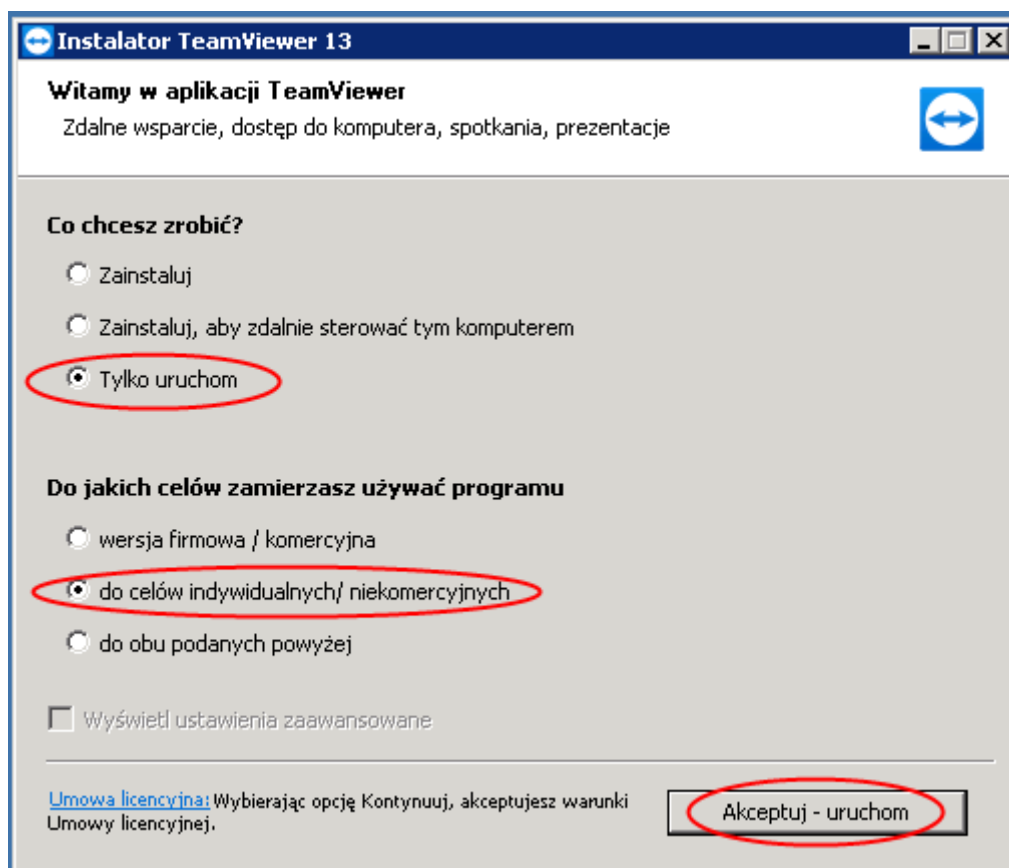 Instalator TeamViewer 13
Witamy w aplikacji TeamViewer
Zdalne wsparcie, dostęp do komputera, spotkania, prezentacje
Co chcesz zrobić?
Zainstaluj
Zainstaluj, aby zdalnie sterować tym komputerem
Tylko uruchom
Do jakich celów zamierzasz używać programu
wersja firmowa / komercyjna
do celów indywidualnych/ niekomercyjnych
do obu podanych powyżej
Wyświetl ustawienia zaawansowane
Umowa licencyjna: Wybierając opcję Kontynuuj, akceptujesz warunki
Umowy licencyjnej.
Akceptuj - uruchom